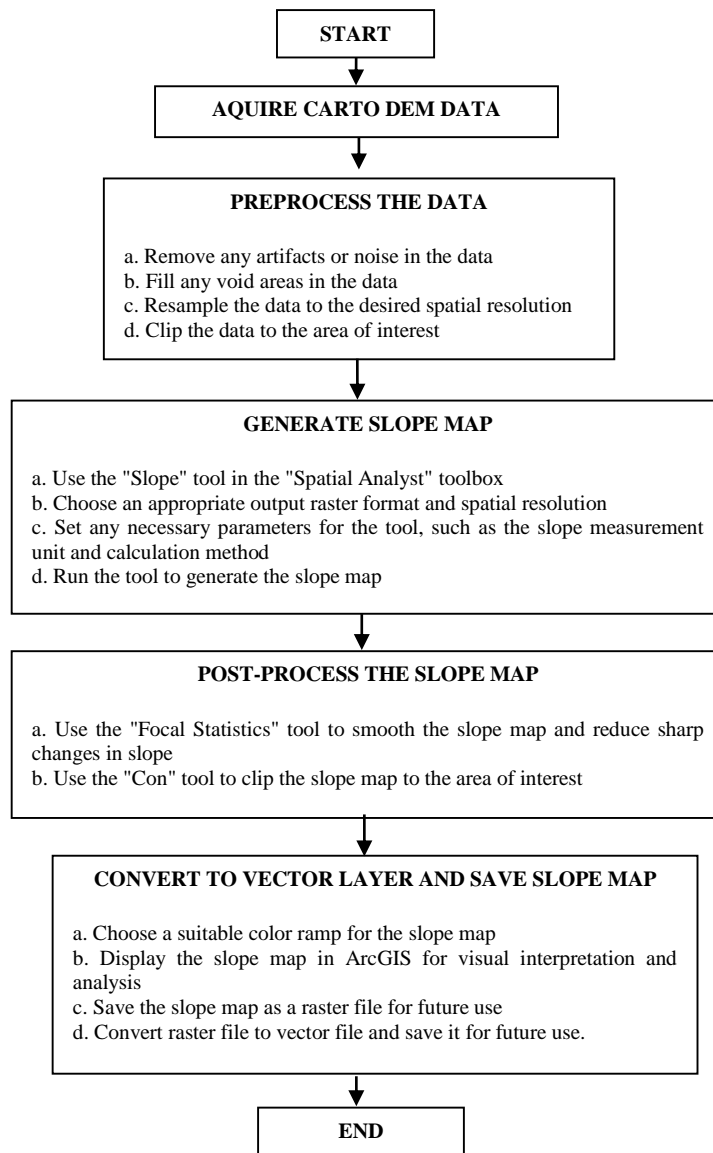 START
AQUIRE CARTO DEM DATA
PREPROCESS THE DATA
a. Remove any artifacts or noise in the data
b. Fill any void areas in the data
c. Resample the data to the desired spatial resolution
d. Clip the data to the area of interest
GENERATE SLOPE MAP
a. Use the "Slope" tool in the "Spatial Analyst" toolbox
b. Choose an appropriate output raster format and spatial resolution
c. Set any necessary parameters for the tool, such as the slope measurement
unit and calculation method
d. Run the tool to generate the slope map
POST-PROCESS THE SLOPE MAP
a. Use the "Focal Statistics" tool to smooth the slope map and reduce sharp
changes in slope
b. Use the "Con" tool to clip the slope map to the area of interest
CONVERT TO VECTOR LAYER AND SAVE SLOPE MAP
a. Choose a suitable color ramp for the slope map
b. Display the slope map in ArcGIS for visual interpretation and
analysis
c. Save the slope map as a raster file for future use
d. Convert raster file to vector file and save it for future use.
END